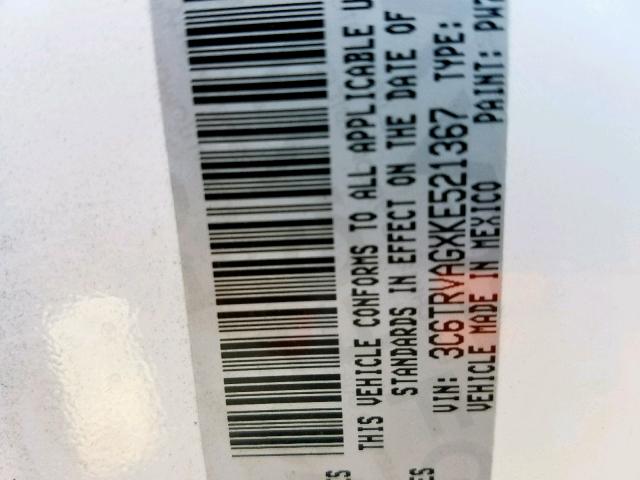 THIS VEHICLE CONFORMS TO ALL APPLICABLE U
STANDARDS IN EFFECT ON THE DATE OF
VIN: 3C6TRVAGXKE521367 TYPE:
VEHICLE MADE IN MEXICO PAINT: PW7